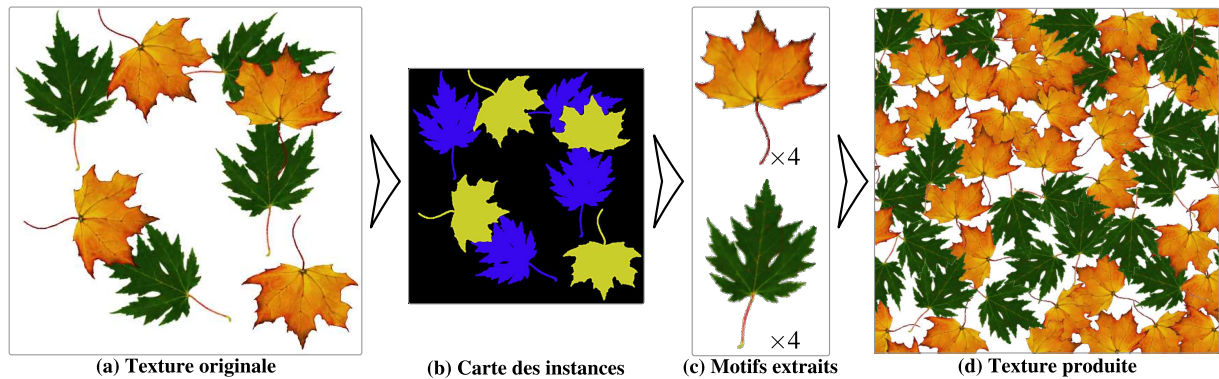 ×4
×4
(a) Texture originale
(b) Carte des instances
(c) Motifs extraits
(d) Texture produite